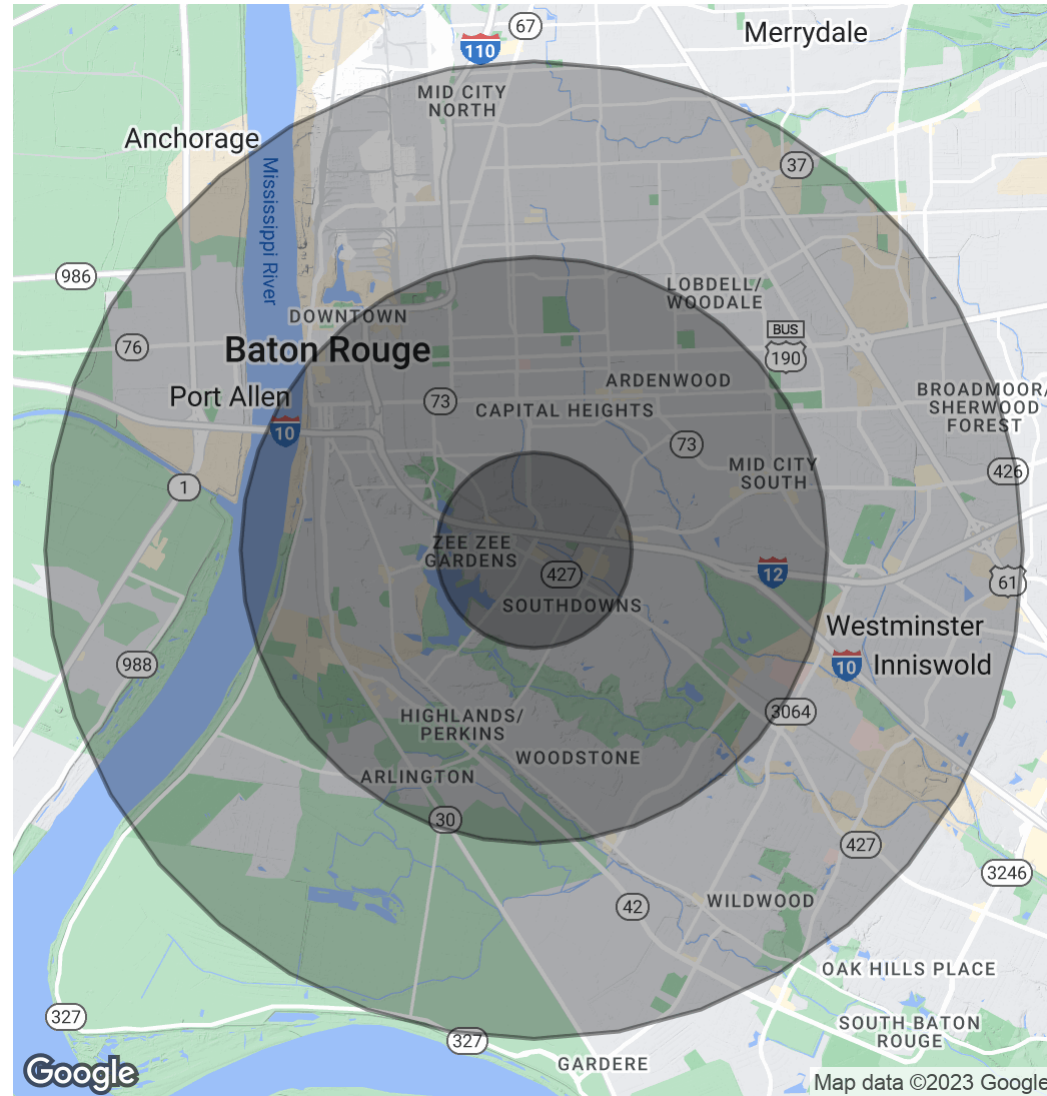 67
Merrydale
110
MID CITY
NORTH
Anchorage
37
Mississippi River
986
LOBDELL/
WOODALE
DOWNTOWN
BUS
190
76
Baton Rouge
ARDENWOOD
Port Allen
73
CAPITAL HEIGHTS
BROADMOOR/
SHERWOOD
FOREST
10
73
MID CITY
SOUTH
426
1
ZEE ZEE
GARDENS
427
12
61
SOUTHDOWNS
Westminster
988
10
Inniswold
3064
HIGHLANDS/
PERKINS
WOODSTONE
ARLINGTON
30
427
3246
42
WILDWOOD
OAK HILLS PLACE
327
SOUTH BATON
ROUGE
327
GARDERE
Google
Map data ©2023 Google